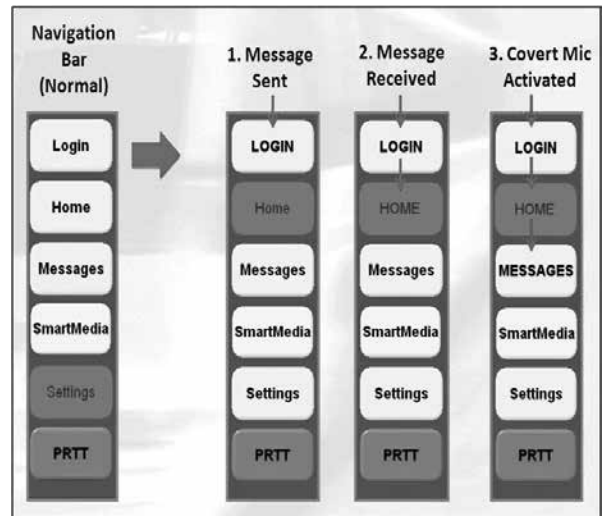 Navigation
Bar
(Normal)
Login
Home
Messages
SmartMedia
Settings
PRTT
1. Message
Sent
LOGIN
Home
Messages
SmartMedia
Settings
PRTT
2. Message
Received
LOGIN
HOME
Messages
SmartMedia
Settings
PRTT
3. Covert Mic
Activated
LOGIN
HOME
MESSAGES
SmartMedia
Settings
PRTT